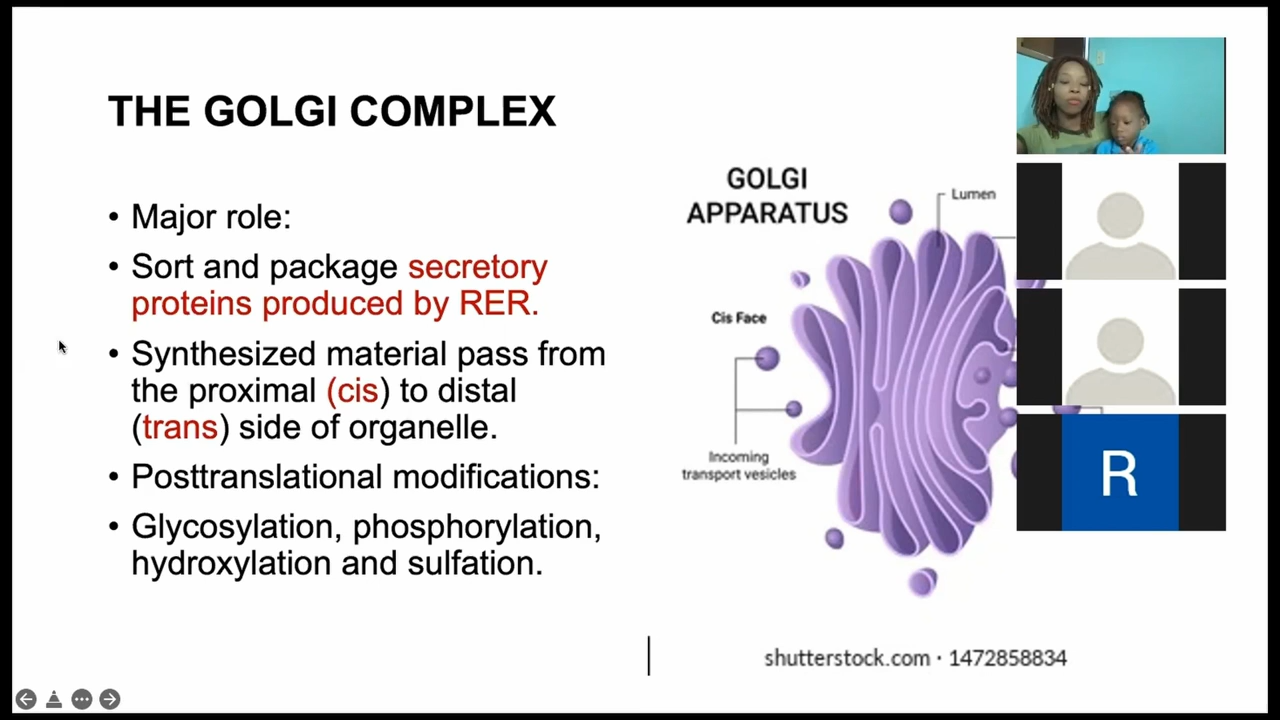 THE GOLGI COMPLEX
• Major role:
• Sort and package secretory
proteins produced by RER.
• Synthesized material pass from
the proximal (cis) to distal
(trans) side of organelle.
• Posttranslational modifications:
• Glycosylation, phosphorylation,
hydroxylation and sulfation.
GOLGI
APPARATUS
Lumen
Cis Face
Incoming
transport vesicles
shutterstock.com · 1472858834
R